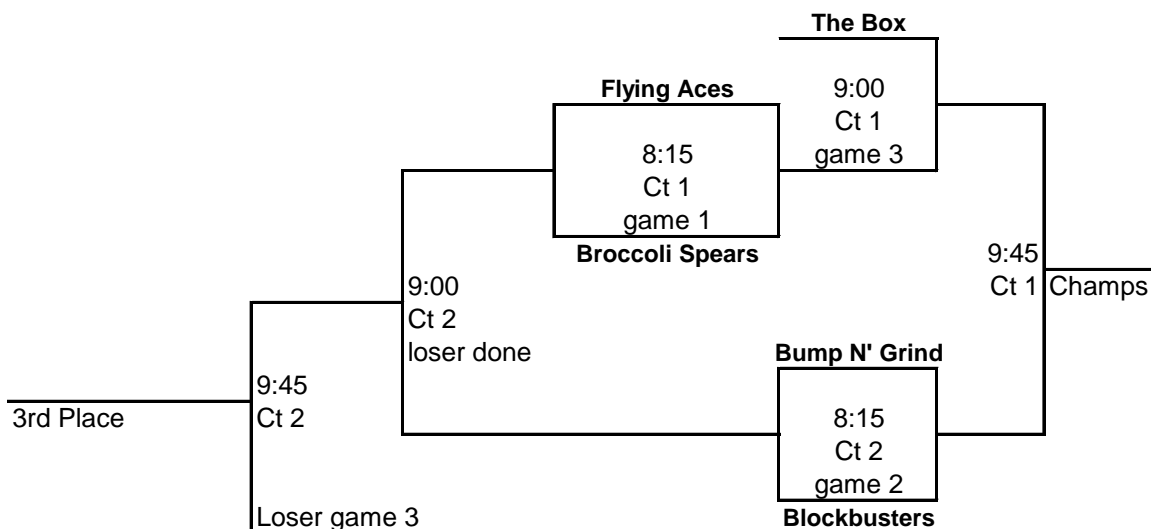 The Box
Flying Aces
9:00
Ct 1
game 3
8:15
Ct 1
game 1
Broccoli Spears
9:45
Ct 1
Champs
9:00
Ct 2
loser done
Bump N' Grind
9:45
Ct 2
3rd Place
8:15
Ct 2
game 2
Loser game 3
Blockbusters